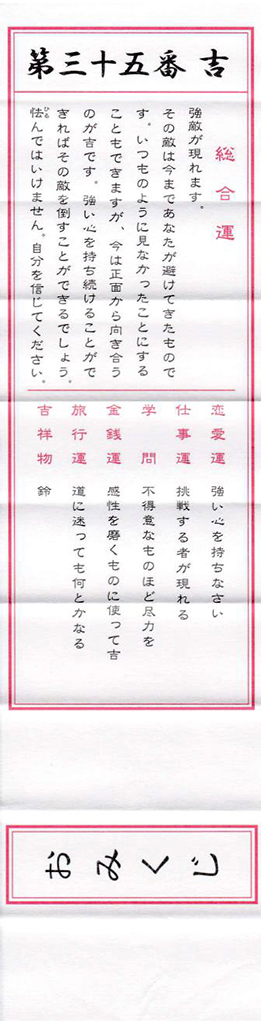 第三十五番 吉
総合運
強敵が現れます。
その敵は今まであなたが避けてきたもので
す。いつものように見なかったことにする
こともできますが、今は正面から向き合う
のが吉です。強い心を持ち続けることがで
きればその敵を倒すことができるでしょう。
怯んではいけません。自分を信じてください。
ひる
恋愛運 強い心を持ちなさい
仕事運 挑戦する者が現れる
学問 不得意なものほど尽力を
金銭運 感性を磨くものに使って吉
旅行運 道に迷っても何とかなる
吉祥物 鈴
おみくじ